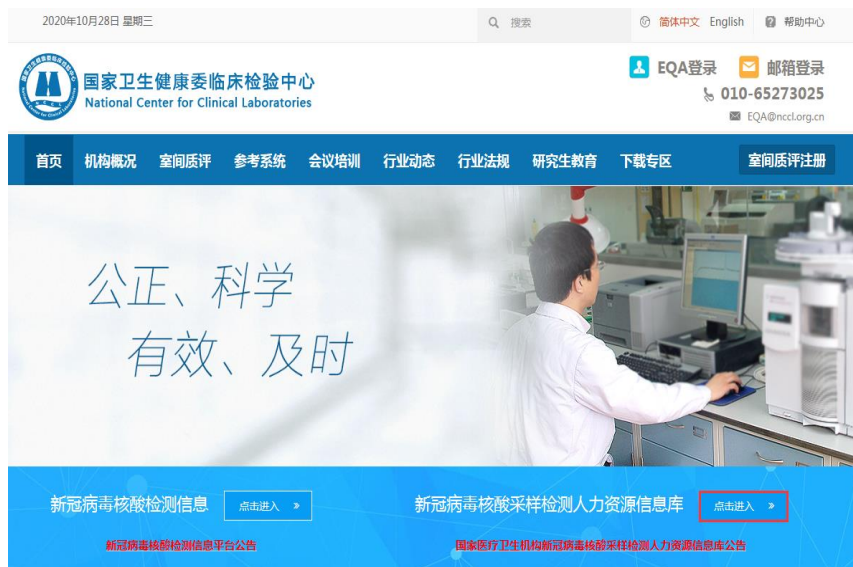 2020年10月28日 星期三
搜索
简体中文 English
帮助中心
国家卫生健康委临床检验中心
National Center for Clinical Laboratories
EQA登录
邮箱登录
010-65273025
EQA@nccl.org.cn
首页 机构概况 室间质评 参考系统 会议培训 行业动态 行业法规 研究生教育 下载专区 室间质评注册
公正、科学
有效、及时
新冠病毒核酸检测信息 点击进入 »
新冠病毒核酸采样检测人力资源信息库 点击进入 »
新冠病毒核酸检测信息平台公告
国家医疗卫生机构新冠病毒核酸采样检测人力资源信息库公告